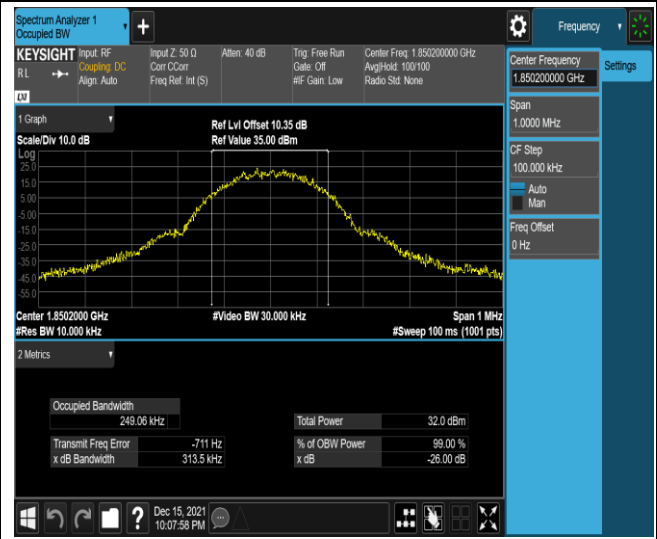 Spectrum Analyzer 1
Occupied BW
Frequency
KEYSIGHT
R L
LXI
Input: RF
Coupling: DC
Align: Auto
Input Z: 50 Ω
Corr CCorr
Freq Ref: Int (S)
Atten: 40 dB
Trig: Free Run
Gate: Off
#IF Gain: Low
Center Freq: 1.850200000 GHz
Avg|Hold: 100/100
Radio Std: None
Center Frequency
1.850200000 GHz
Settings
Span
1.0000 MHz
CF Step
100.000 kHz
Auto
Man
Freq Offset
0 Hz
1 Graph
Scale/Div 10.0 dB
Ref Lvl Offset 10.35 dB
Ref Value 35.00 dBm
Log
25.0
15.0
5.00
-5.00
-15.0
-25.0
-35.0
-45.0
-55.0
Center 1.8502000 GHz
#Video BW 30.000 kHz
Span 1 MHz
#Res BW 10.000 kHz
#Sweep 100 ms (1001 pts)
2 Metrics
Occupied Bandwidth
249.06 kHz
Total Power 32.0 dBm
Transmit Freq Error -711 Hz
% of OBW Power 99.00 %
x dB Bandwidth 313.5 kHz
x dB -26.00 dB
Dec 15, 2021
10:07:58 PM